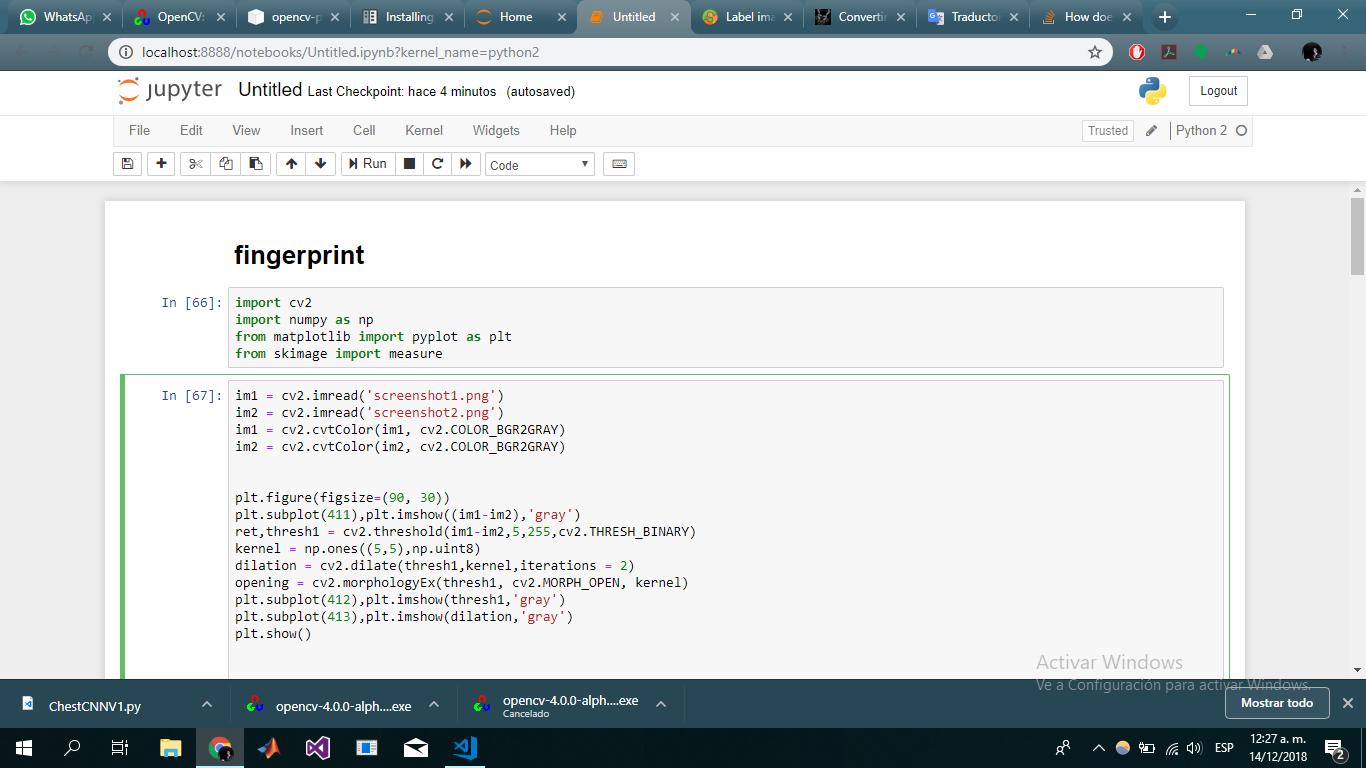 WhatsAp
OpenCV:
opencv-p
Installing
Home
Untitled
Label ima
Convertir
Traductor
How doe
localhost:8888/notebooks/Untitled.ipynb?kernel_name=python2
jupyter Untitled Last Checkpoint: hace 4 minutos (autosaved)
Logout
File Edit View Insert Cell Kernel Widgets Help
Trusted Python 2
Run Code
fingerprint
In [66]: import cv2
import numpy as np
from matplotlib import pyplot as plt
from skimage import measure
In [67]: im1 = cv2.imread('screenshot1.png')
im2 = cv2.imread('screenshot2.png')
im1 = cv2.cvtColor(im1, cv2.COLOR_BGR2GRAY)
im2 = cv2.cvtColor(im2, cv2.COLOR_BGR2GRAY)
plt.figure(figsize=(90, 30))
plt.subplot(411),plt.imshow((im1-im2),'gray')
ret,thresh1 = cv2.threshold(im1-im2,5,255,cv2.THRESH_BINARY)
kernel = np.ones((5,5),np.uint8)
dilation = cv2.dilate(thresh1,kernel,iterations = 2)
opening = cv2.morphologyEx(thresh1, cv2.MORPH_OPEN, kernel)
plt.subplot(412),plt.imshow(thresh1,'gray')
plt.subplot(413),plt.imshow(dilation,'gray')
plt.show()
Activar Windows
Ve a Configuración para activar Windows.
ChestCNNV1.py
opencv-4.0.0-alph....exe
opencv-4.0.0-alph....exe
Cancelado
Mostrar todo
ESP
12:27 a. m.
14/12/2018
2